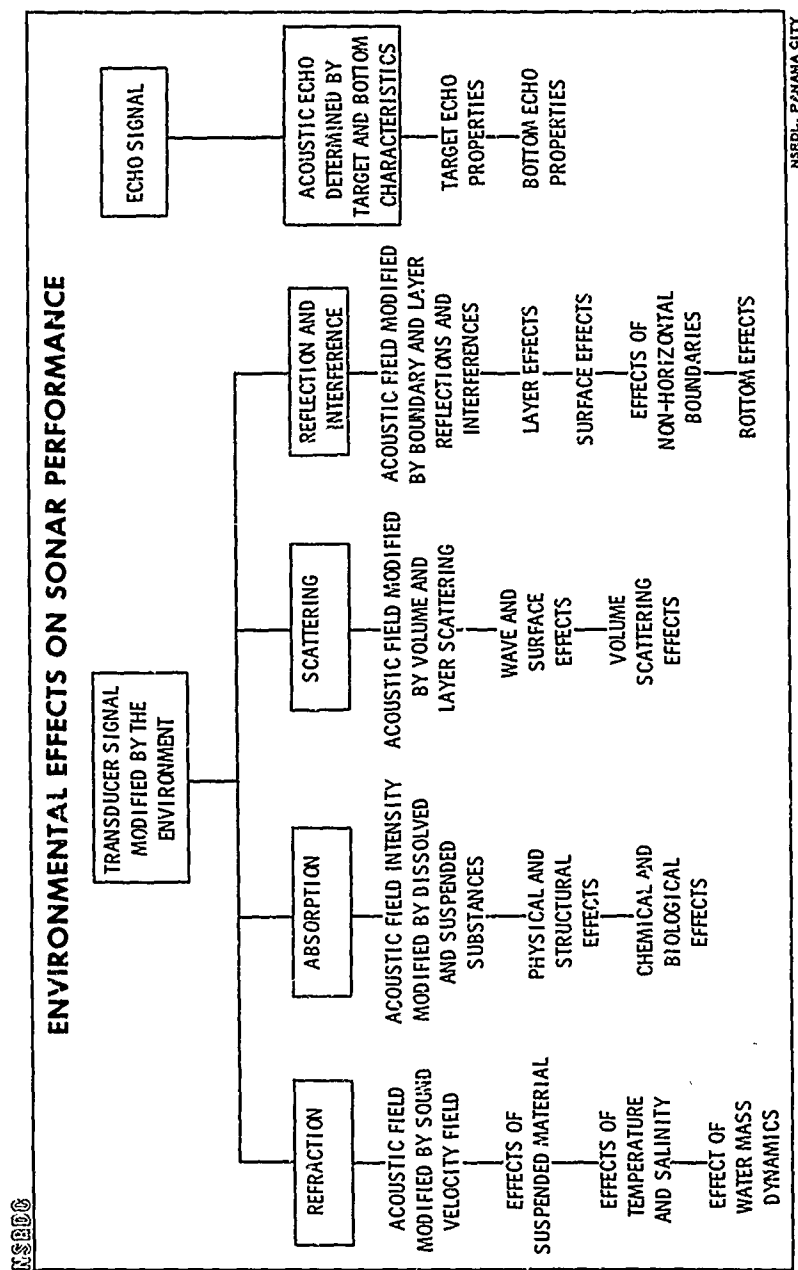 NSRDC
ENVIRONMENTAL EFFECTS ON SONAR PERFORMANCE
TRANSDUCER SIGNAL
MODIFIED BY THE
ENVIRONMENT
ECHO SIGNAL
REFRACTION
ACOUSTIC FIELD
MODIFIED BY SOUND
VELOCITY FIELD
EFFECTS OF
SUSPENDED MATERIAL
EFFECTS OF
TEMPERATURE
AND SALINITY
EFFECT OF
WATER MASS
DYNAMICS
ABSORPTION
ACOUSTIC FIELD INTENSITY
MODIFIED BY DISSOLVED
AND SUSPENDED
SUBSTANCES
PHYSICAL AND
STRUCTURAL
EFFECTS
CHEMICAL AND
BIOLOGICAL
EFFECTS
SCATTERING
ACOUSTIC FIELD MODIFIED
BY VOLUME AND
LAYER SCATTERING
WAVE AND
SURFACE
EFFECTS
VOLUME
SCATTERING
EFFECTS
REFLECTION AND
INTERFERENCE
ACOUSTIC FIELD MODIFIED
BY BOUNDARY AND LAYER
REFLECTIONS AND
INTERFERENCES
LAYER EFFECTS
SURFACE EFFECTS
EFFECTS OF
NON-HORIZONTAL
BOUNDARIES
BOTTOM EFFECTS
ACOUSTIC ECHO
DETERMINED BY
TARGET AND BOTTOM
CHARACTERISTICS
TARGET ECHO
PROPERTIES
BOTTOM ECHO
PROPERTIES
NSRDL, PANAMA CITY